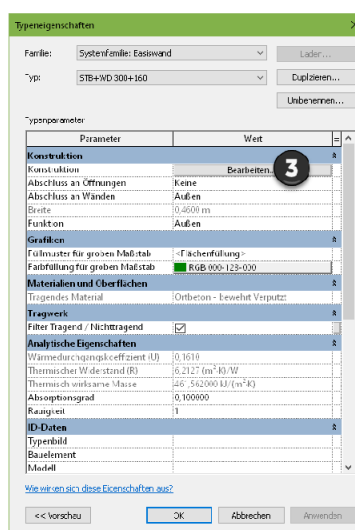 Typeneigenschaften
Familie: Systemfamilie: Basiswand Laden...
Typ: STB+WD 300+160 Duplizieren...
Umbenennen...
Typenparameter
Parameter Wert =
Konstruktion
Konstruktion Bearbeiten... 3
Abschluss an Öffnungen Keine
Abschluss an Wänden Außen
Breite 0,4600 m
Funktion Außen
Grafiken
Füllmuster für groben Maßstab <Flächenfüllung>
Farbfüllung für groben Maßstab RGB 000-128-000
Materialien und Oberflächen
Tragendes Material Ortbeton - bewehrt Verputzt
Tragwerk
Filter Tragend / Nichttragend
Analytische Eigenschaften
Wärmedurchgangskoeffizient (U) 0,1610
Thermischer Widerstand (R) 6,2127 (m²·K)/W
Thermisch wirksame Masse 461,562000 kJ/(m²·K)
Absorptionsgrad 0,100000
Rauigkeit 1
ID-Daten
Typenbild
Bauelement
Modell
Wie wirken sich diese Eigenschaften aus?
<< Vorschau OK Abbrechen Anwenden